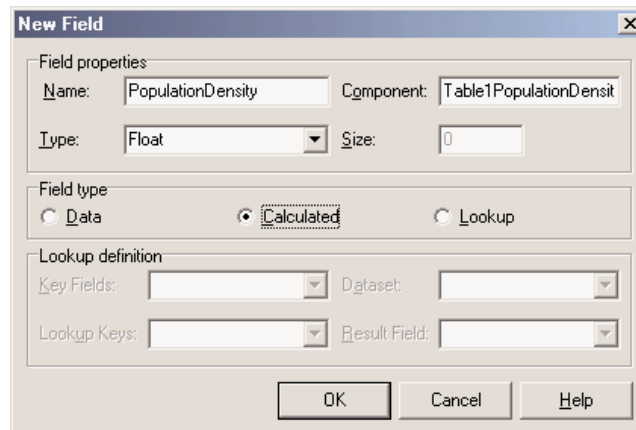 New Field
Field properties
Name: PopulationDensity Component: Table1PopulationDensit
Type: Float Size: 0
Field type
Data Calculated Lookup
Lookup definition
Key Fields: Dataset:
Lookup Keys: Result Field:
OK Cancel Help